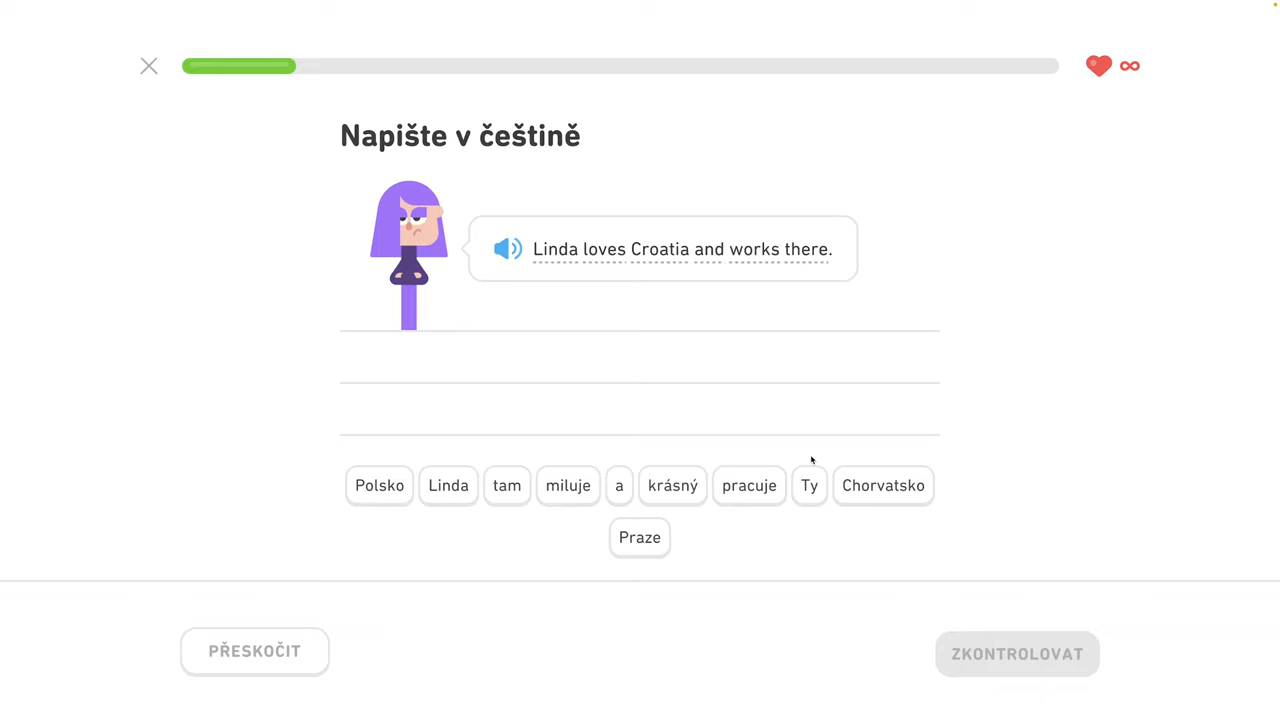 Napište v češtině
Linda loves Croatia and works there.
Polsko Linda tam miluje a krásný pracuje Ty Chorvatsko
Praze
PŘESKOČIT ZKONTROLOVAT